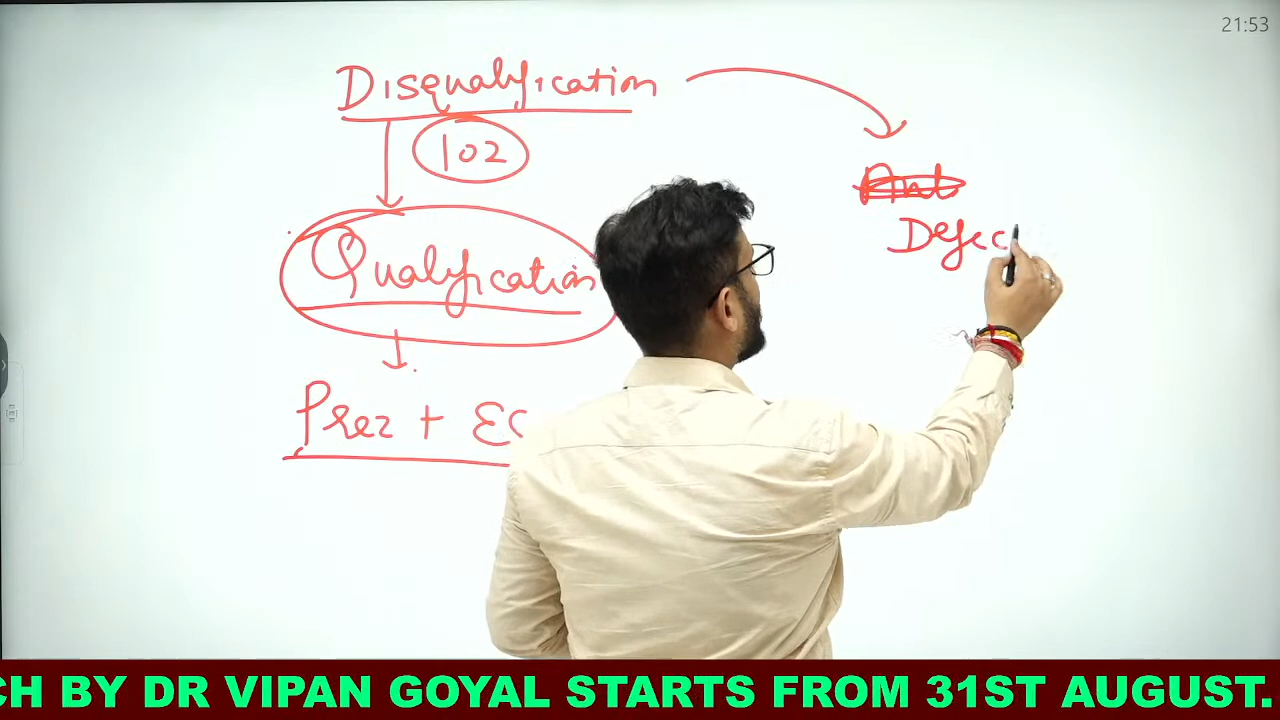 21:53
Disqualification
102
Qualification
Prez + EC
Defec
CH BY DR VIPAN GOYAL STARTS FROM 31ST AUGUST.